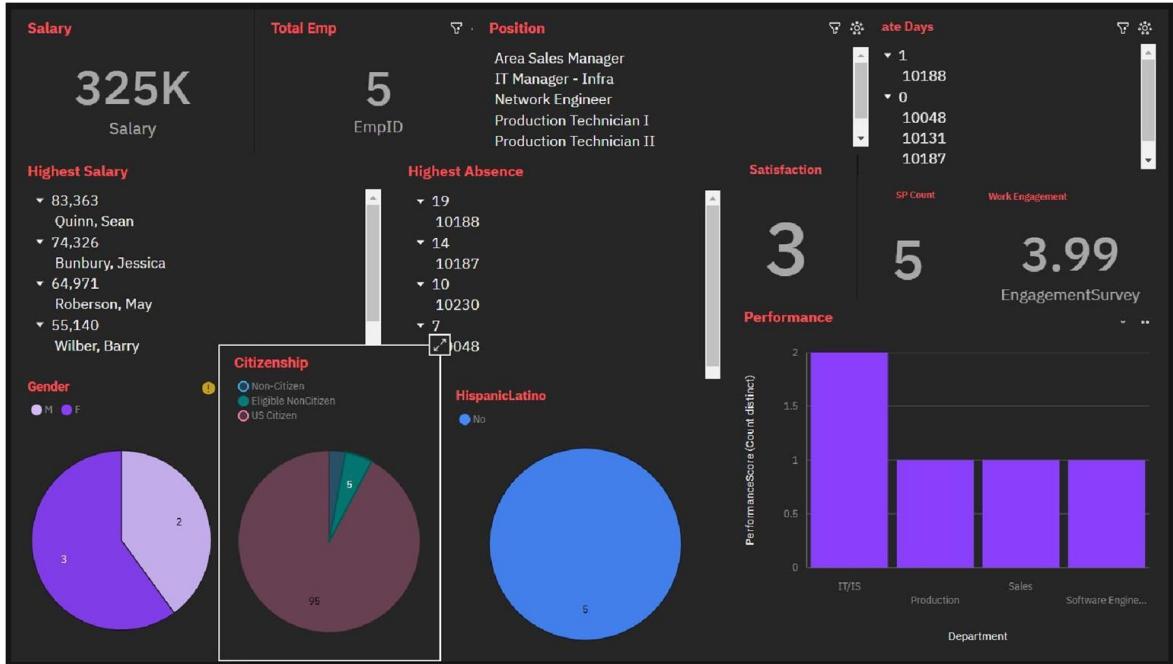 Salary
325K
Salary
Total Emp
5
EmpID
Position
Area Sales Manager
IT Manager - Infra
Network Engineer
Production Technician I
Production Technician II
ate Days
1
10188
0
10048
10131
10187
Highest Salary
83,363
Quinn, Sean
74,326
Bunbury, Jessica
64,971
Roberson, May
55,140
Wilber, Barry
Highest Absence
19
10188
14
10187
10
10230
7
048
Satisfaction
3
SP Count
5
Work Engagement
3.99
EngagementSurvey
Gender
M F
2
3
Citizenship
Non-Citizen
Eligible NonCitizen
US Citizen
5
95
HispanicLatino
No
5
Performance
PerformanceScore (Count distinct)
2
1.5
1
0.5
0
IT/IS
Production
Sales
Software Engine...
Department